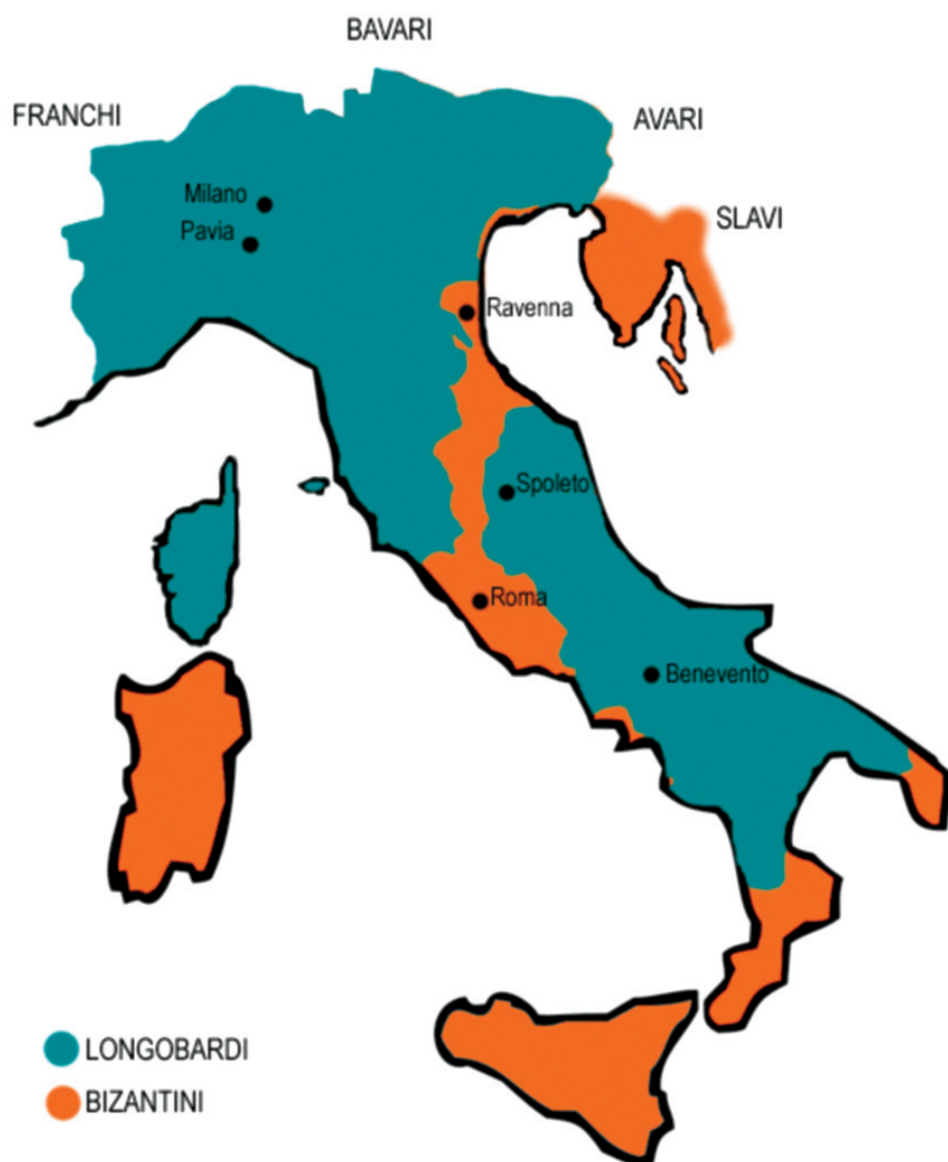 BAVARI
FRANCHI
AVARI
Milano
SLAVI
Pavia
Ravenna
Spoleto
Roma
Benevento
LONGOBARDI
BIZANTINI